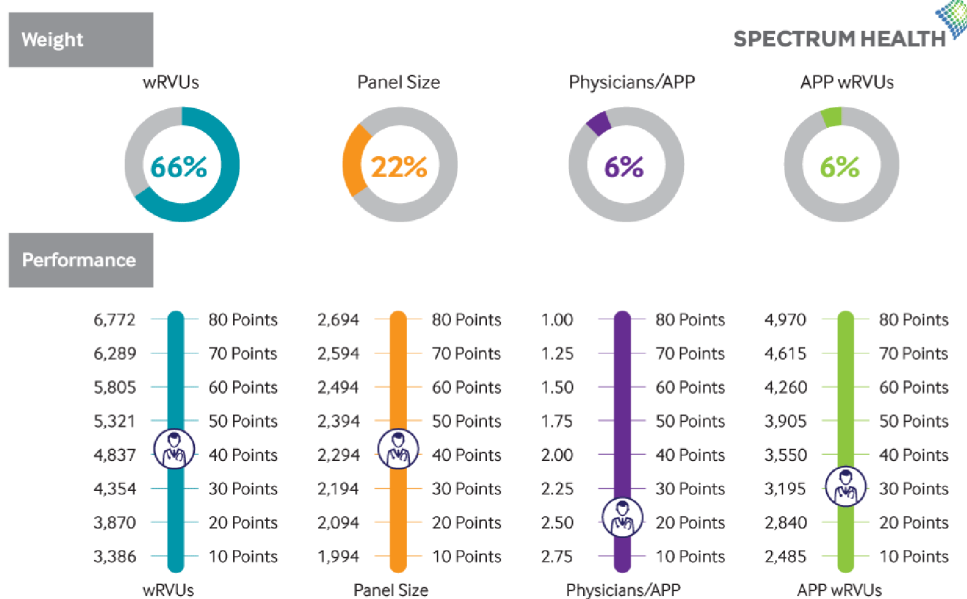 Weight
SPECTRUM HEALTH
wRVUs Panel Size Physicians/APP APP wRVUs
66% 22% 6% 6%
Performance
6,772 80 Points 2,694 80 Points 1.00 80 Points 4,970 80 Points
6,289 70 Points 2,594 70 Points 1.25 70 Points 4,615 70 Points
5,805 60 Points 2,494 60 Points 1.50 60 Points 4,260 60 Points
5,321 50 Points 2,394 50 Points 1.75 50 Points 3,905 50 Points
4,837 40 Points 2,294 40 Points 2.00 40 Points 3,550 40 Points
4,354 30 Points 2,194 30 Points 2.25 30 Points 3,195 30 Points
3,870 20 Points 2,094 20 Points 2.50 20 Points 2,840 20 Points
3,386 10 Points 1,994 10 Points 2.75 10 Points 2,485 10 Points
wRVUs Panel Size Physicians/APP APP wRVUs